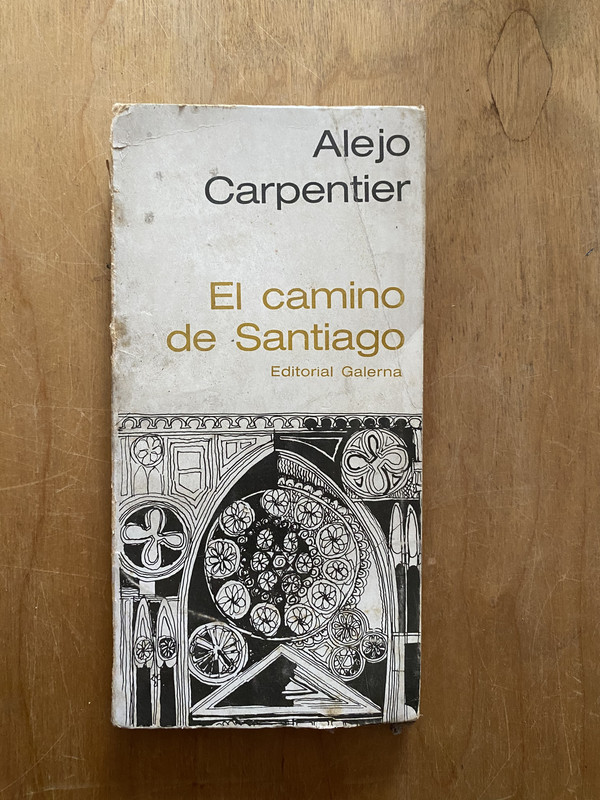 Alejo
Carpentier
El camino
de Santiago
Editorial Galerna